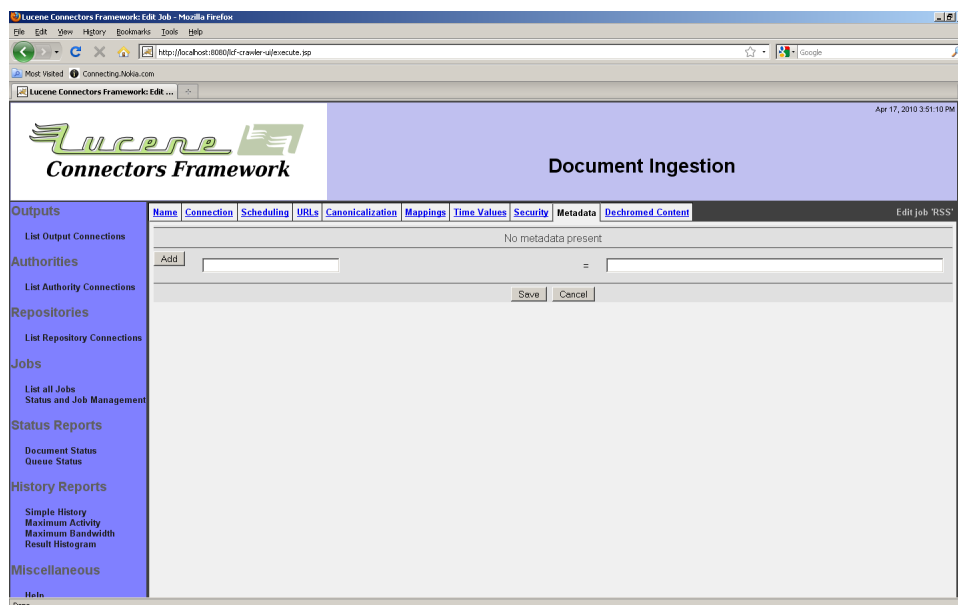 Lucene Connectors Framework: Edit Job - Mozilla Firefox
File Edit View History Bookmarks Tools Help
http://localhost:8080/lcf-crawler-ui/execute.jsp
Google
Most Visited Connecting.Nokia.com
Lucene Connectors Framework: Edit ...
Apr 17, 2010 3:51:10 PM
Lucene
Connectors Framework
Document Ingestion
Outputs
Name Connection Scheduling URLs Canonicalization Mappings Time Values Security Metadata Dechromed Content Edit job 'RSS'
List Output Connections
No metadata present
Authorities
Add =
List Authority Connections
Save Cancel
Repositories
List Repository Connections
Jobs
List all Jobs
Status and Job Management
Status Reports
Document Status
Queue Status
History Reports
Simple History
Maximum Activity
Maximum Bandwidth
Result Histogram
Miscellaneous
Help
Done